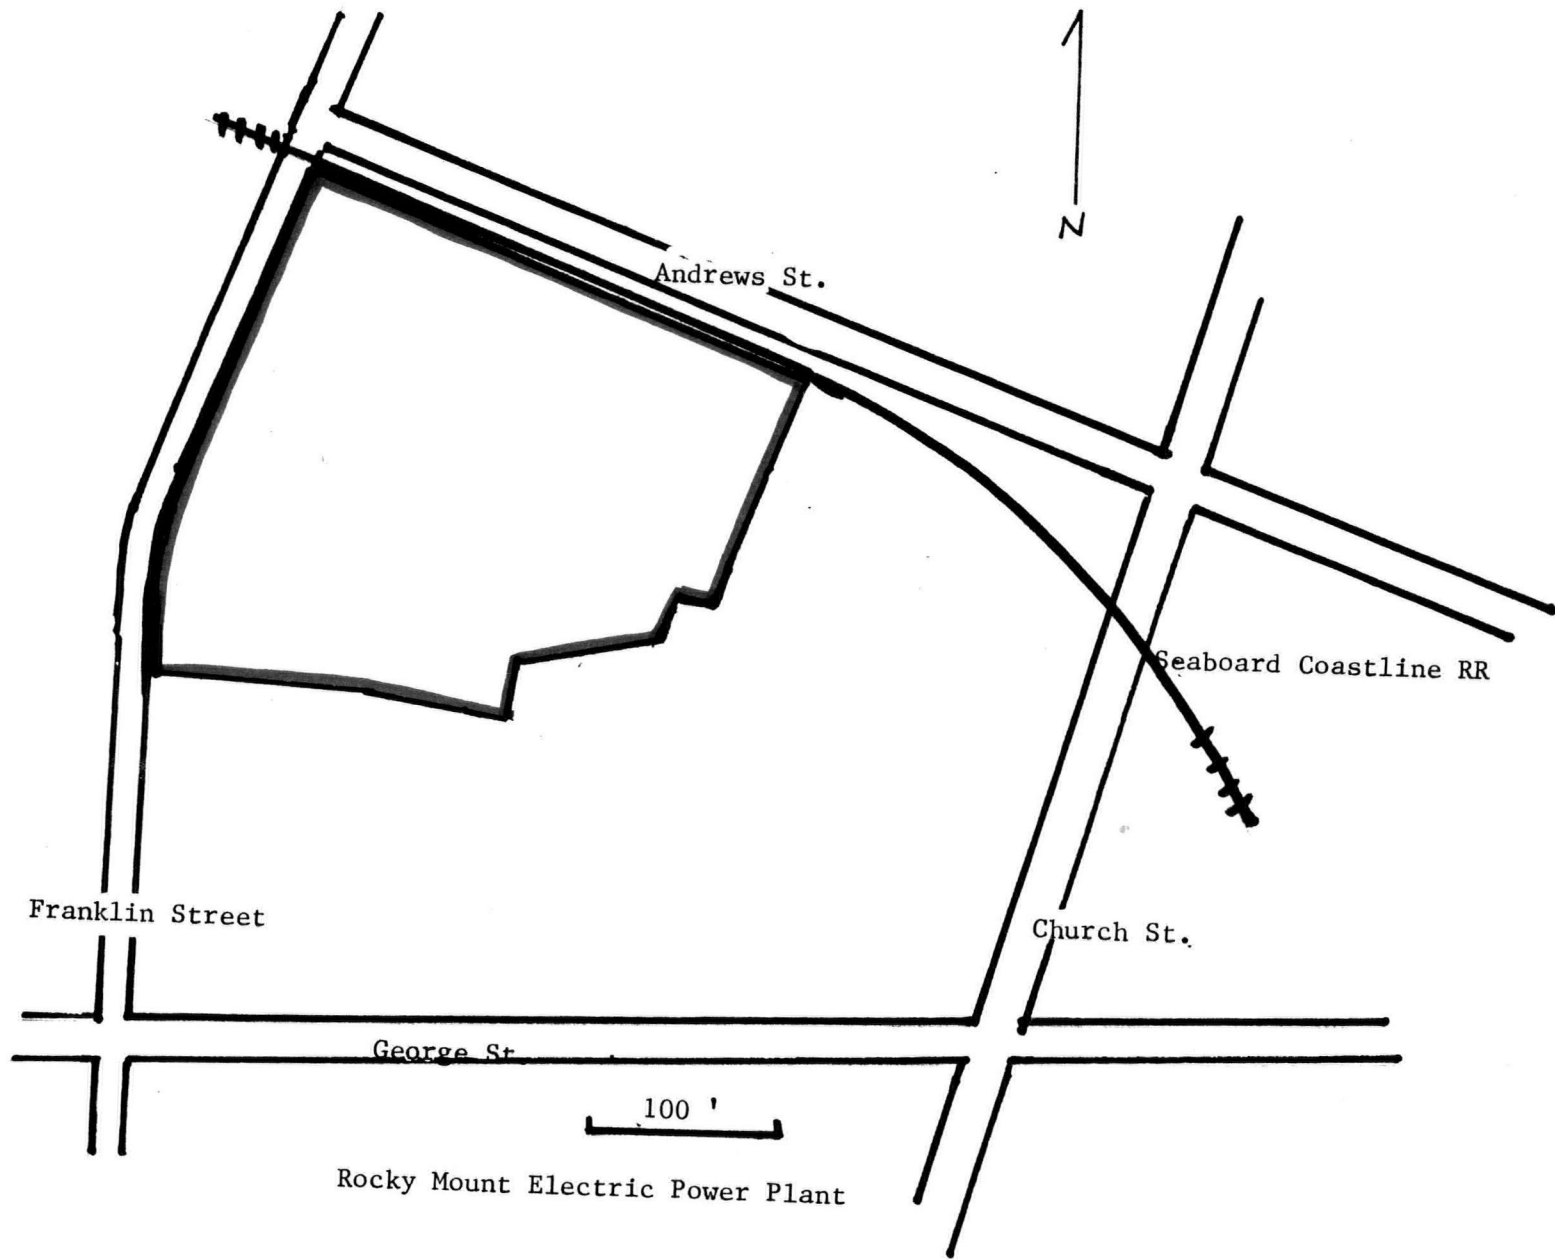 N
Andrews St.
Seaboard Coastline RR
Franklin Street
Church St.
George St
100 '
Rocky Mount Electric Power Plant